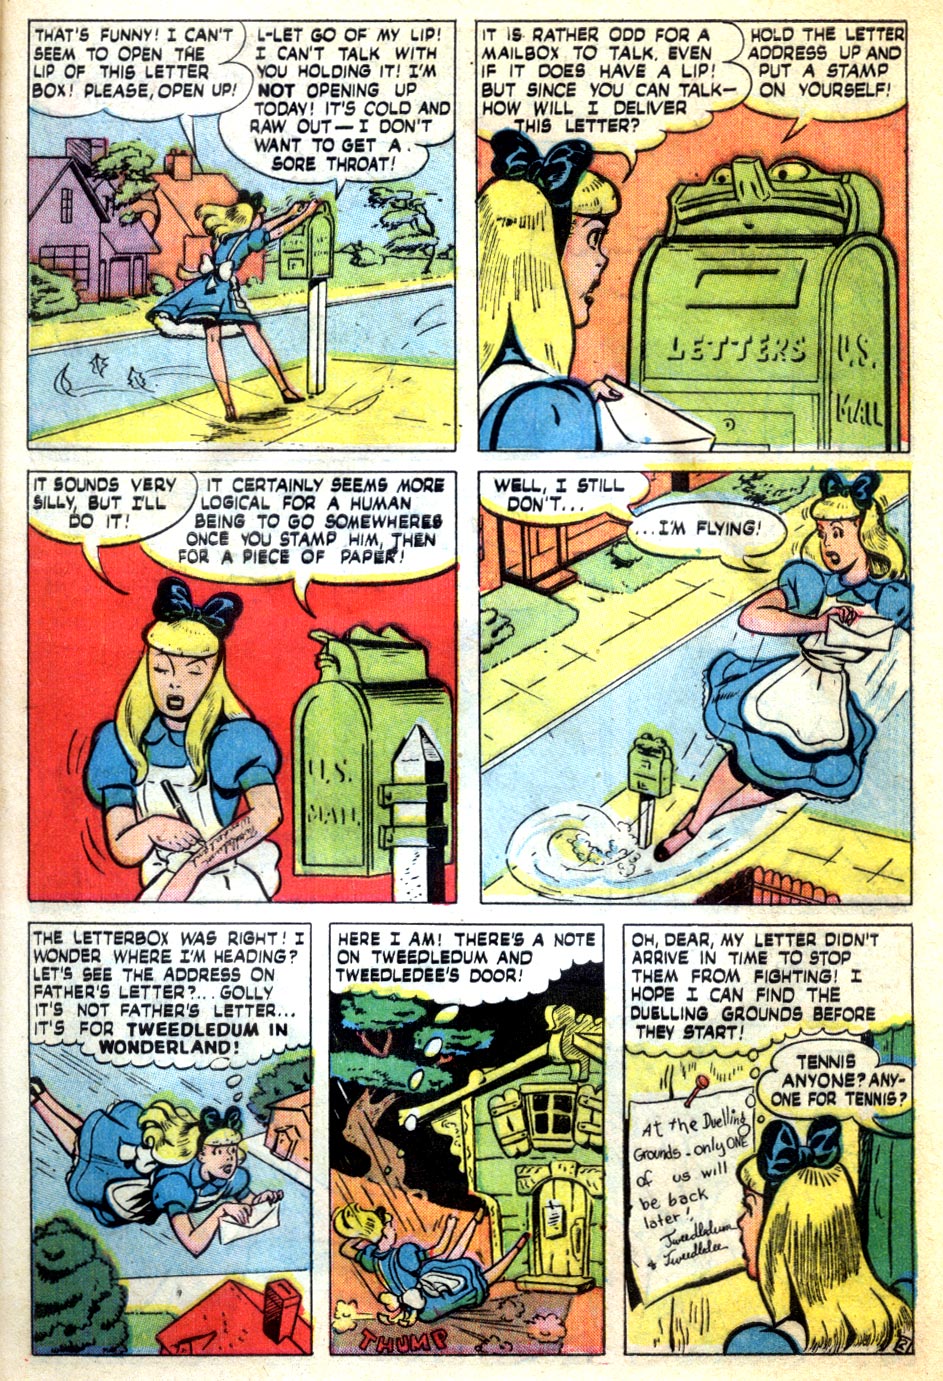 THAT'S FUNNY! I CAN'T
SEEM TO OPEN THE
LIP OF THIS LETTER
BOX! PLEASE, OPEN UP!
L-LET GO OF MY LIP!
I CAN'T TALK WITH
YOU HOLDING IT! I'M
NOT OPENING UP
TODAY! IT'S COLD AND
RAW OUT—I DON'T
WANT TO GET A
SORE THROAT!
IT IS RATHER ODD FOR A
MAILBOX TO TALK, EVEN
IF IT DOES HAVE A LIP!
BUT SINCE YOU CAN TALK—
HOW WILL I DELIVER
THIS LETTER?
HOLD THE LETTER
ADDRESS UP AND
PUT A STAMP
ON YOURSELF!
LETTERS
U.S.
MAIL
IT SOUNDS VERY
SILLY, BUT I'LL
DO IT!
IT CERTAINLY SEEMS MORE
LOGICAL FOR A HUMAN
BEING TO GO SOMEWHERES
ONCE YOU STAMP HIM, THEN
FOR A PIECE OF PAPER!
U.S.
MAIL
WELL, I STILL
DON'T...
...I'M FLYING!
THE LETTERBOX WAS RIGHT! I
WONDER WHERE I'M HEADING?
LET'S SEE THE ADDRESS ON
FATHER'S LETTER?... GOLLY
IT'S NOT FATHER'S LETTER...
IT'S FOR TWEEDLEDUM IN
WONDERLAND!
HERE I AM! THERE'S A NOTE
ON TWEEDLEDUM AND
TWEEDLEDEE'S DOOR!
THUMP
OH, DEAR, MY LETTER DIDN'T
ARRIVE IN TIME TO STOP
THEM FROM FIGHTING! I
HOPE I CAN FIND THE
DUELLING GROUNDS BEFORE
THEY START!
TENNIS
ANYONE? ANY-
ONE FOR TENNIS?
At the Duelling
Grounds - only ONE
of us will
be back
later!
Tweedledum
& Tweedledee
2